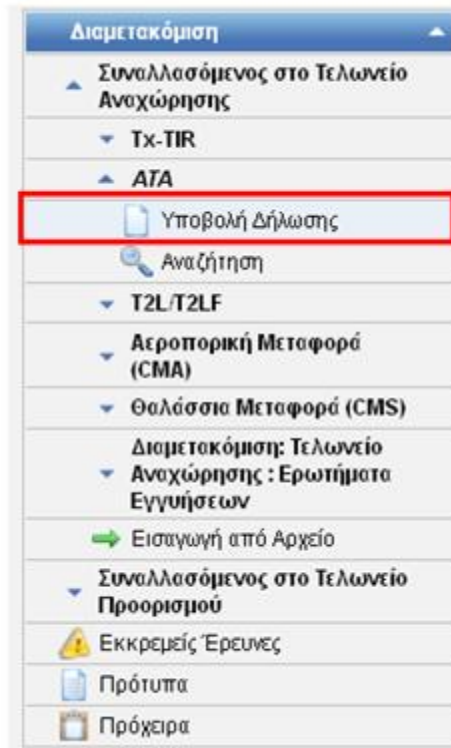 Διαμετακόμιση
Συναλλασόμενος στο Τελωνείο
Αναχώρησης
Tx-TIR
ATA
Υποβολή Δήλωσης
Αναζήτηση
T2L/T2LF
Αεροπορική Μεταφορά
(CMA)
Θαλάσσια Μεταφορά (CMS)
Διαμετακόμιση: Τελωνείο
Αναχώρησης : Ερωτήματα
Εγγυήσεων
Εισαγωγή από Αρχείο
Συναλλασόμενος στο Τελωνείο
Προορισμού
Εκκρεμείς Έρευνες
Πρότυπα
Πρόχειρα